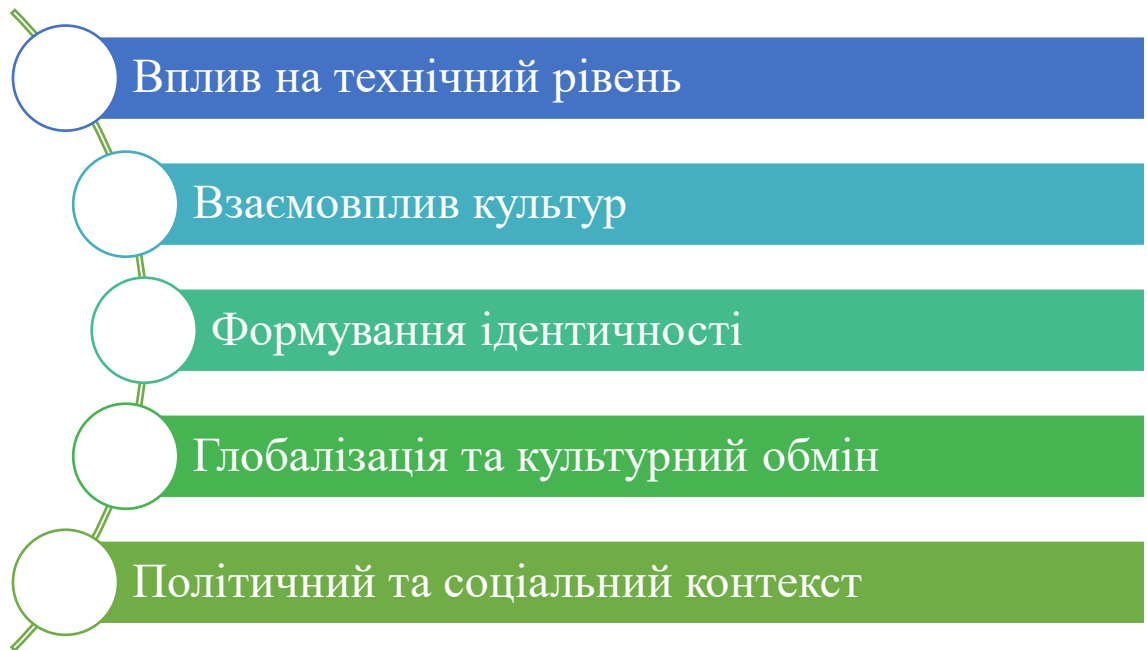 Вплив на технічний рівень
Взаємовплив культур
Формування ідентичності
Глобалізація та культурний обмін
Політичний та соціальний контекст